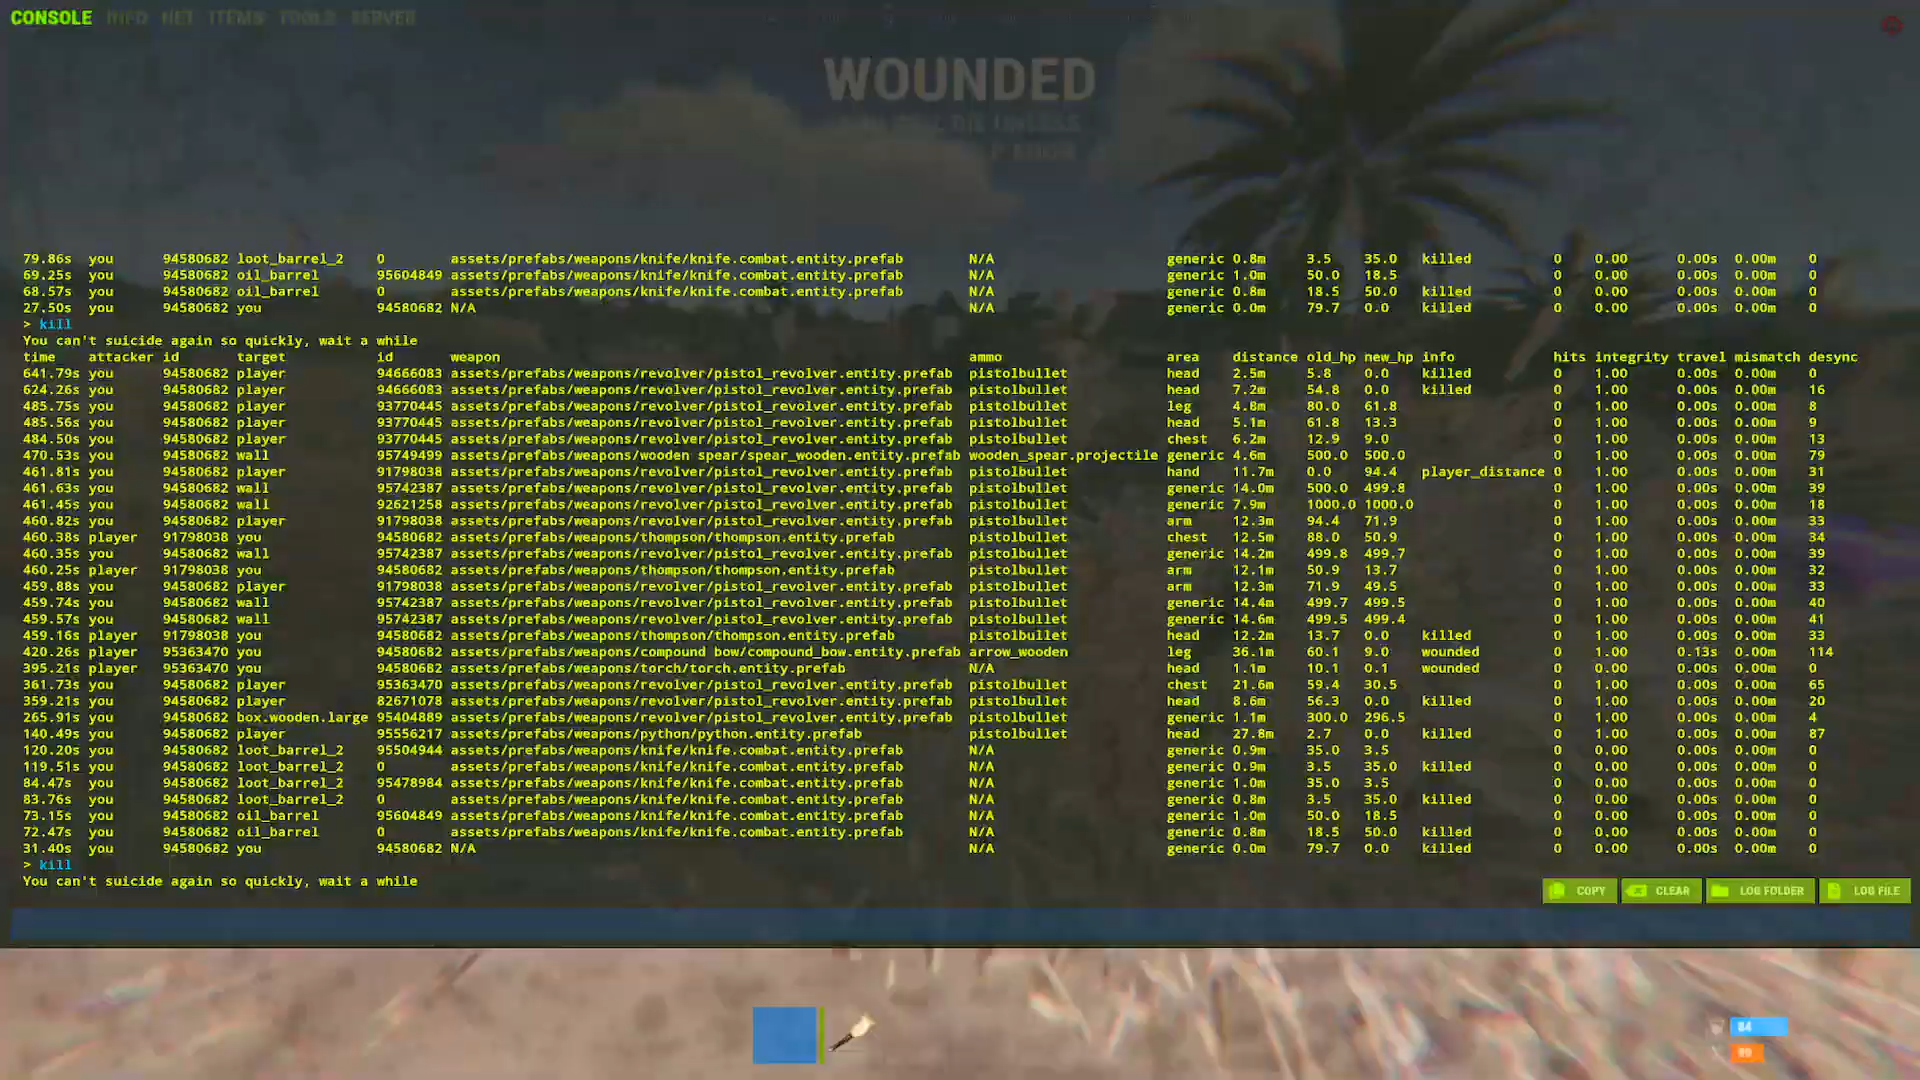 CONSOLE INFO NET ITEMS TOOLS SERVER
WOUNDED
79.86s you 94580682 loot_barrel_2 0 assets/prefabs/weapons/knife/knife.combat.entity.prefab N/A generic 0.8m 3.5 35.0 killed 0 0.00 0.00s 0.00m 0
69.25s you 94580682 oil_barrel 95604849 assets/prefabs/weapons/knife/knife.combat.entity.prefab N/A generic 1.0m 50.0 18.5 0 0.00 0.00s 0.00m 0
68.57s you 94580682 oil_barrel 0 assets/prefabs/weapons/knife/knife.combat.entity.prefab N/A generic 0.8m 18.5 50.0 killed 0 0.00 0.00s 0.00m 0
27.50s you 94580682 you 94580682 N/A N/A generic 0.0m 79.7 0.0 killed 0 0.00 0.00s 0.00m 0
> kill
You can't suicide again so quickly, wait a while
time attacker id target id weapon ammo area distance old_hp new_hp info hits integrity travel mismatch desync
641.79s you 94580682 player 94666083 assets/prefabs/weapons/revolver/pistol_revolver.entity.prefab pistolbullet head 2.5m 5.8 0.0 killed 0 1.00 0.00s 0.00m 0
624.26s you 94580682 player 94666083 assets/prefabs/weapons/revolver/pistol_revolver.entity.prefab pistolbullet head 7.2m 54.8 0.0 killed 0 1.00 0.00s 0.00m 16
485.75s you 94580682 player 93770445 assets/prefabs/weapons/revolver/pistol_revolver.entity.prefab pistolbullet leg 4.8m 80.0 61.8 0 1.00 0.00s 0.00m 8
485.56s you 94580682 player 93770445 assets/prefabs/weapons/revolver/pistol_revolver.entity.prefab pistolbullet head 5.1m 61.8 13.3 0 1.00 0.00s 0.00m 9
484.50s you 94580682 player 93770445 assets/prefabs/weapons/revolver/pistol_revolver.entity.prefab pistolbullet chest 6.2m 12.9 9.0 0 1.00 0.00s 0.00m 13
470.53s you 94580682 wall 95749499 assets/prefabs/weapons/wooden spear/spear_wooden.entity.prefab wooden_spear.projectile generic 4.6m 500.0 500.0 0 1.00 0.00s 0.00m 79
461.81s you 94580682 player 91798038 assets/prefabs/weapons/revolver/pistol_revolver.entity.prefab pistolbullet hand 11.7m 0.0 94.4 player_distance 0 1.00 0.00s 0.00m 31
461.63s you 94580682 wall 95742387 assets/prefabs/weapons/revolver/pistol_revolver.entity.prefab pistolbullet generic 14.0m 500.0 499.8 0 1.00 0.00s 0.00m 39
461.45s you 94580682 wall 92621258 assets/prefabs/weapons/revolver/pistol_revolver.entity.prefab pistolbullet generic 7.9m 1000.0 1000.0 0 1.00 0.00s 0.00m 18
460.82s you 94580682 player 91798038 assets/prefabs/weapons/revolver/pistol_revolver.entity.prefab pistolbullet arm 12.3m 94.4 71.9 0 1.00 0.00s 0.00m 33
460.38s player 91798038 you 94580682 assets/prefabs/weapons/thompson/thompson.entity.prefab pistolbullet chest 12.5m 88.0 50.9 0 1.00 0.00s 0.00m 34
460.35s you 94580682 wall 95742387 assets/prefabs/weapons/revolver/pistol_revolver.entity.prefab pistolbullet generic 14.2m 499.8 499.7 0 1.00 0.00s 0.00m 39
460.25s player 91798038 you 94580682 assets/prefabs/weapons/thompson/thompson.entity.prefab pistolbullet arm 12.1m 50.9 13.7 0 1.00 0.00s 0.00m 32
459.88s you 94580682 player 91798038 assets/prefabs/weapons/revolver/pistol_revolver.entity.prefab pistolbullet arm 12.3m 71.9 49.5 0 1.00 0.00s 0.00m 33
459.74s you 94580682 wall 95742387 assets/prefabs/weapons/revolver/pistol_revolver.entity.prefab pistolbullet generic 14.4m 499.7 499.5 0 1.00 0.00s 0.00m 40
459.57s you 94580682 wall 95742387 assets/prefabs/weapons/revolver/pistol_revolver.entity.prefab pistolbullet generic 14.6m 499.5 499.4 0 1.00 0.00s 0.00m 41
459.16s player 91798038 you 94580682 assets/prefabs/weapons/thompson/thompson.entity.prefab pistolbullet head 12.2m 13.7 0.0 killed 0 1.00 0.00s 0.00m 33
420.26s player 95363470 you 94580682 assets/prefabs/weapons/compound bow/compound_bow.entity.prefab arrow_wooden leg 36.1m 60.1 9.0 wounded 0 1.00 0.13s 0.00m 114
395.21s player 95363470 you 94580682 assets/prefabs/weapons/torch/torch.entity.prefab N/A head 1.1m 10.1 0.1 wounded 0 1.00 0.00s 0.00m 0
361.73s you 94580682 player 95363470 assets/prefabs/weapons/revolver/pistol_revolver.entity.prefab pistolbullet chest 21.6m 59.4 30.5 0 1.00 0.00s 0.00m 65
359.21s you 94580682 player 82671078 assets/prefabs/weapons/revolver/pistol_revolver.entity.prefab pistolbullet head 8.6m 56.3 0.0 killed 0 1.00 0.00s 0.00m 20
265.91s you 94580682 box.wooden.large 95404889 assets/prefabs/weapons/revolver/pistol_revolver.entity.prefab pistolbullet generic 1.1m 300.0 296.5 0 1.00 0.00s 0.00m 4
140.49s you 94580682 player 95556217 assets/prefabs/weapons/python/python.entity.prefab pistolbullet head 27.8m 2.7 0.0 killed 0 1.00 0.00s 0.00m 87
120.20s you 94580682 loot_barrel_2 95504944 assets/prefabs/weapons/knife/knife.combat.entity.prefab N/A generic 0.9m 35.0 3.5 0 0.00 0.00s 0.00m 0
119.51s you 94580682 loot_barrel_2 0 assets/prefabs/weapons/knife/knife.combat.entity.prefab N/A generic 0.9m 3.5 35.0 killed 0 0.00 0.00s 0.00m 0
84.47s you 94580682 loot_barrel_2 95478984 assets/prefabs/weapons/knife/knife.combat.entity.prefab N/A generic 1.0m 35.0 3.5 0 0.00 0.00s 0.00m 0
83.76s you 94580682 loot_barrel_2 0 assets/prefabs/weapons/knife/knife.combat.entity.prefab N/A generic 0.8m 3.5 35.0 killed 0 0.00 0.00s 0.00m 0
73.15s you 94580682 oil_barrel 95604849 assets/prefabs/weapons/knife/knife.combat.entity.prefab N/A generic 1.0m 50.0 18.5 0 0.00 0.00s 0.00m 0
72.47s you 94580682 oil_barrel 0 assets/prefabs/weapons/knife/knife.combat.entity.prefab N/A generic 0.8m 18.5 50.0 killed 0 0.00 0.00s 0.00m 0
31.40s you 94580682 you 94580682 N/A N/A generic 0.0m 79.7 0.0 killed 0 0.00 0.00s 0.00m 0
> kill
You can't suicide again so quickly, wait a while
COPY CLEAR LOG FOLDER LOG FILE
84